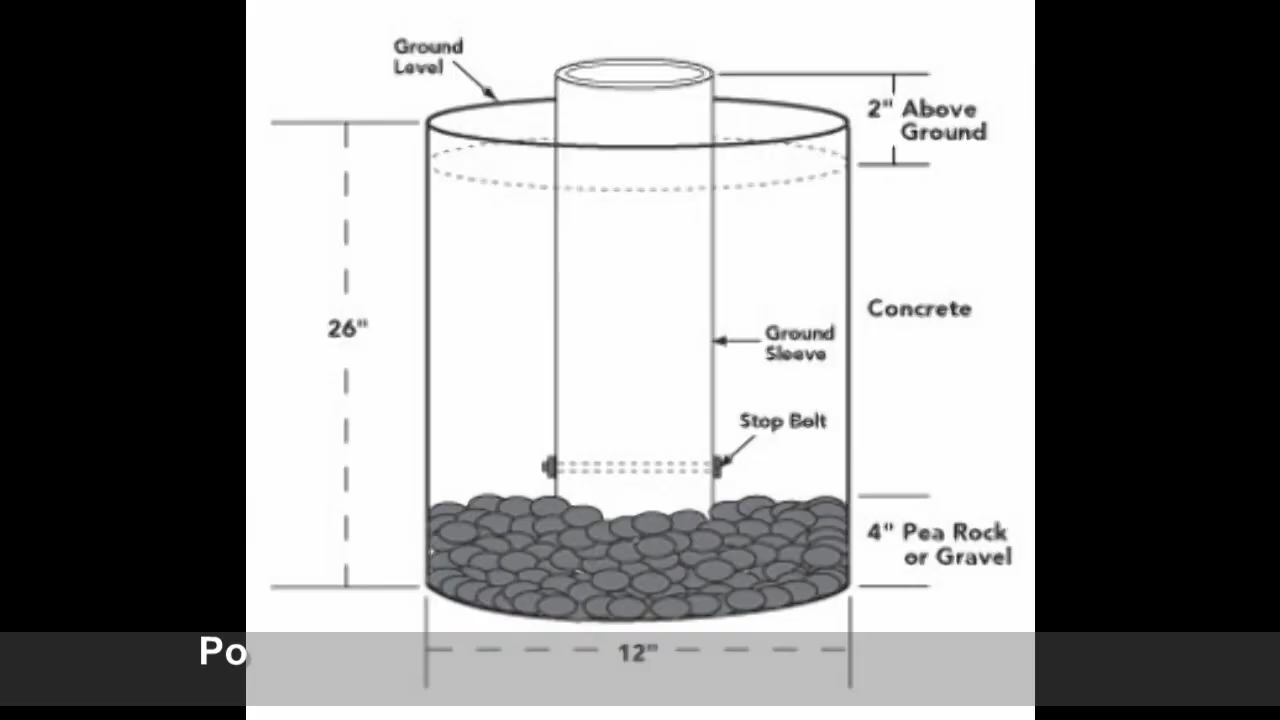 Ground
Level
2" Above
Ground
26"
Concrete
Ground
Sleeve
Stop Bolt
4" Pea Rock
or Gravel
12"
Po